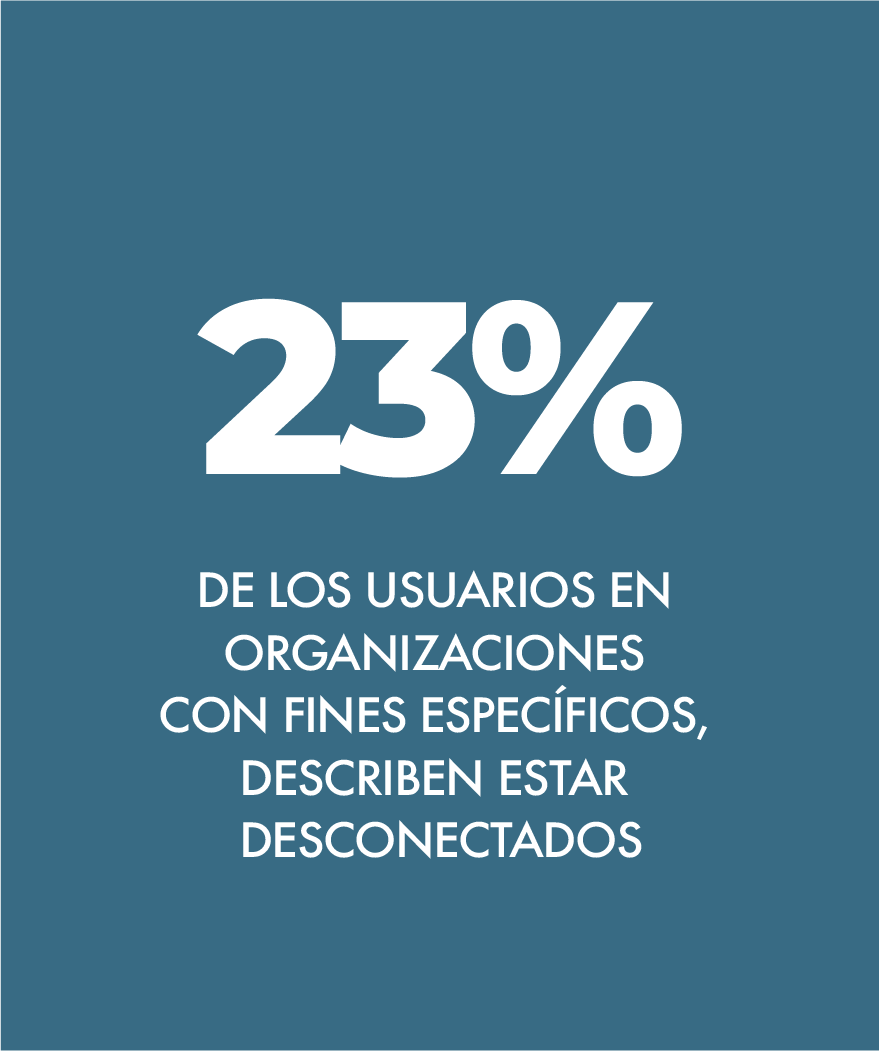 23%
DE LOS USUARIOS EN
ORGANIZACIONES
CON FINES ESPECÍFICOS,
DESCRIBEN ESTAR
DESCONECTADOS